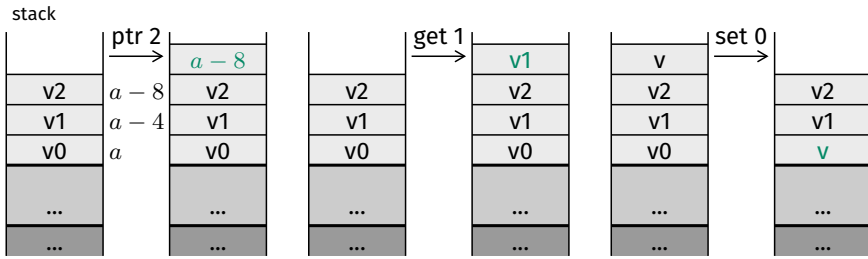 stack
ptr 2 get 1 set 0
a − 8 v1 v
v2 a − 8 v2 v2 v2 v2 v2
v1 a − 4 v1 v1 v1 v1 v1
v0 a v0 v0 v0 v0 v
... ... ... ... ... ...
... ... ... ... ... ...